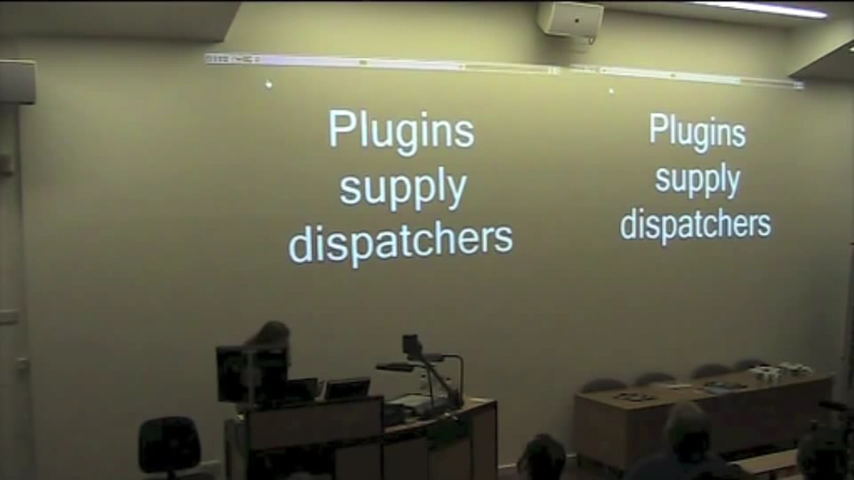 Plugins
supply
dispatchers
Plugins
supply
dispatchers